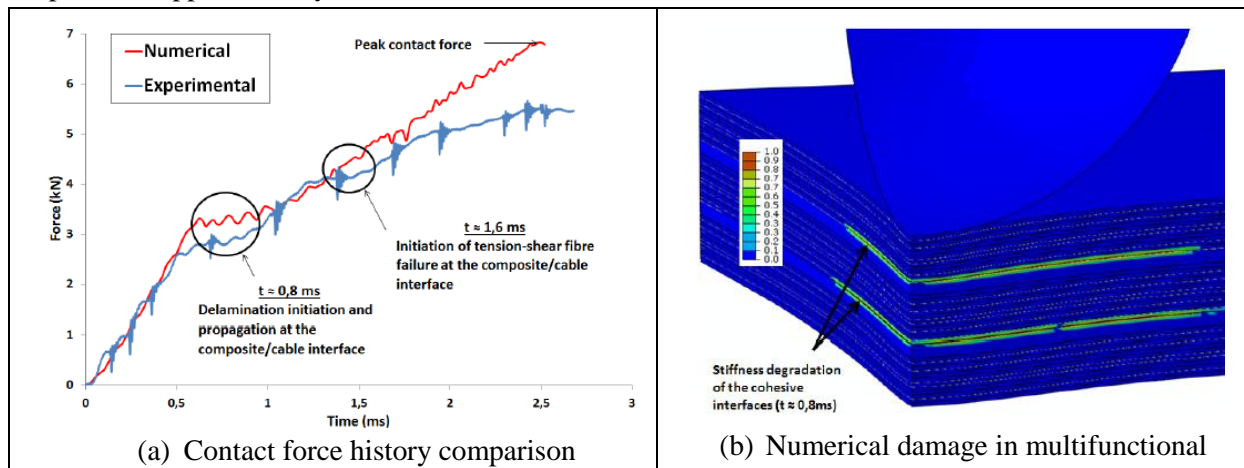 7
6
5
4
3
2
1
0
Force (kN)
Numerical
Experimental
Peak contact force
t ≈ 1,6 ms
Initiation of tension-shear fibre
failure at the composite/cable
interface
t ≈ 0,8 ms
Delamination initiation and
propagation at the
composite/cable interface
0
0,5
1
1,5
2
2,5
3
Time (ms)
(a) Contact force history comparison
1.0
0.9
0.8
0.7
0.6
0.5
0.4
0.3
0.2
0.1
0.0
Stiffness degradation
of the cohesive
interfaces (t ≈ 0,8ms)
(b) Numerical damage in multifunctional